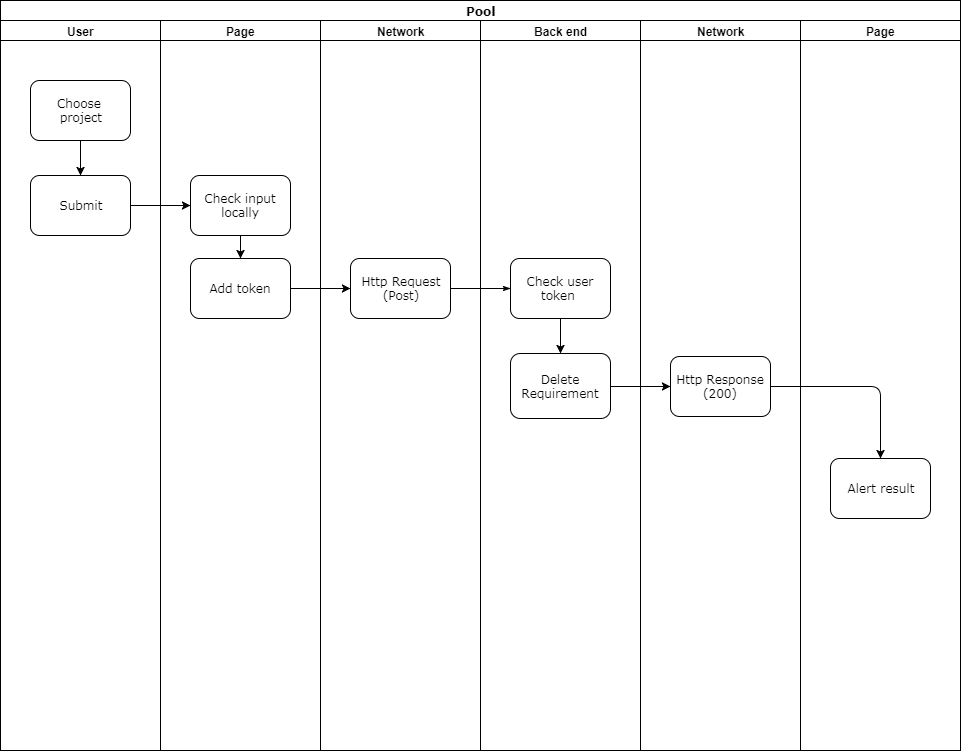 Pool
User
Page
Network
Back end
Network
Page
Choose
project
Submit
Check input
locally
Add token
Http Request
(Post)
Check user
token
Delete
Requirement
Http Response
(200)
Alert result